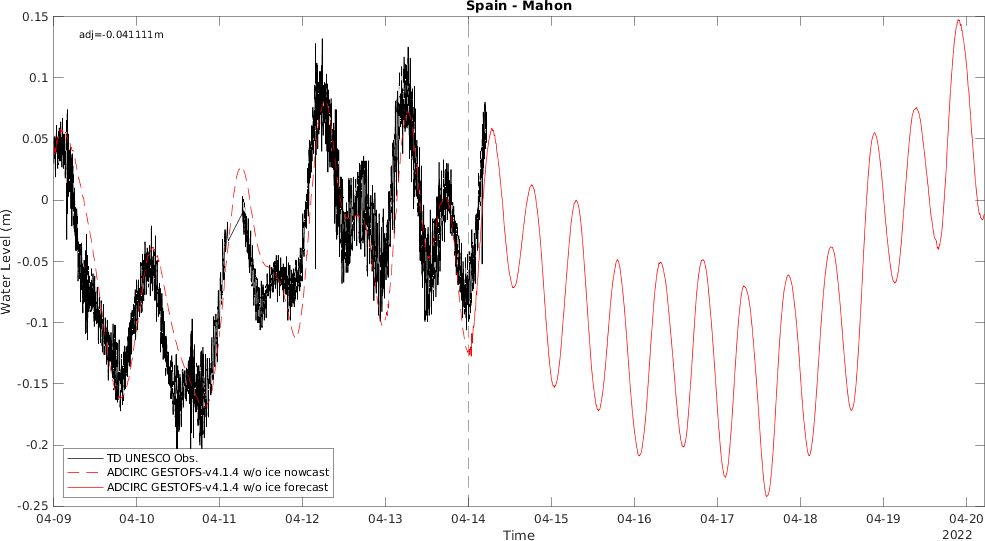 Spain - Mahon
adj=-0.041111m
0.15
0.1
0.05
0
-0.05
-0.1
-0.15
-0.2
-0.25
Water Level (m)
TD UNESCO Obs.
ADCIRC GESTOFS-v4.1.4 w/o ice nowcast
ADCIRC GESTOFS-v4.1.4 w/o ice forecast
04-09 04-10 04-11 04-12 04-13 04-14 04-15 04-16 04-17 04-18 04-19 04-20
Time
2022